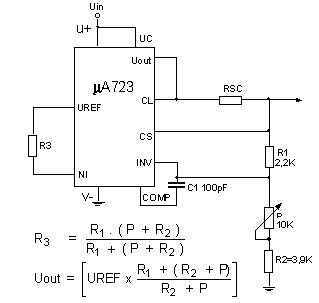 Uin
u+
UC
Uout
µA723
UREF
CL
RSC
CS
R3
R1
2,2K
INV
NI
C1 100pF
V-
COMP
P
10K
R3 = R1 . (P + R2) / R1 + (P + R2)
R2=3,9K
Uout = [UREF x R1 + (R2 + P) / R2 + P]